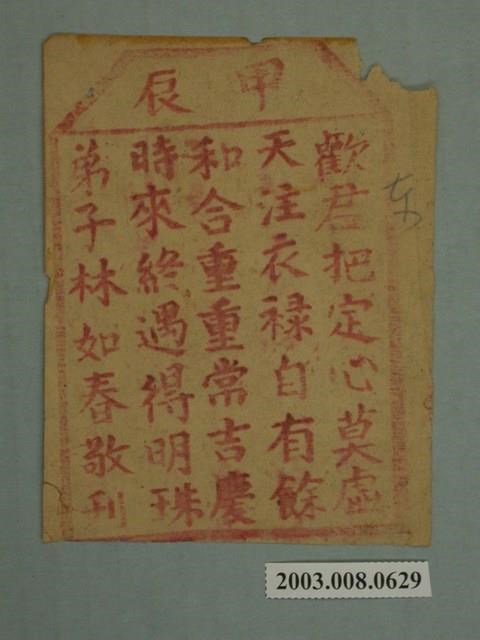 甲辰
歡君把定心莫虛
天注衣祿自有餘
和合重重常吉慶
時來終遇得明珠
弟子林如春敬刊
2003.008.0629